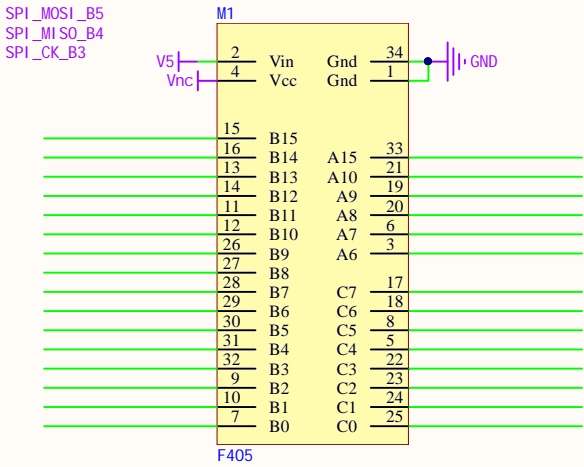 SPI_MOSI_B5
SPI_MISO_B4
SPI_CK_B3
M1
V5 2 Vin Gnd 34 GND
Vnc 4 Vcc Gnd 1
15 B15
16 B14 A15 33
13 B13 A10 21
14 B12 A9 19
11 B11 A8 20
12 B10 A7 6
26 B9 A6 3
27 B8
28 B7 C7 17
29 B6 C6 18
30 B5 C5 8
31 B4 C4 5
32 B3 C3 22
9 B2 C2 23
10 B1 C1 24
7 B0 C0 25
F405